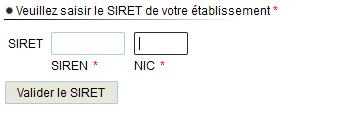 Veuillez saisir le SIRET de votre établissement *
SIRET
SIREN * NIC *
Valider le SIRET